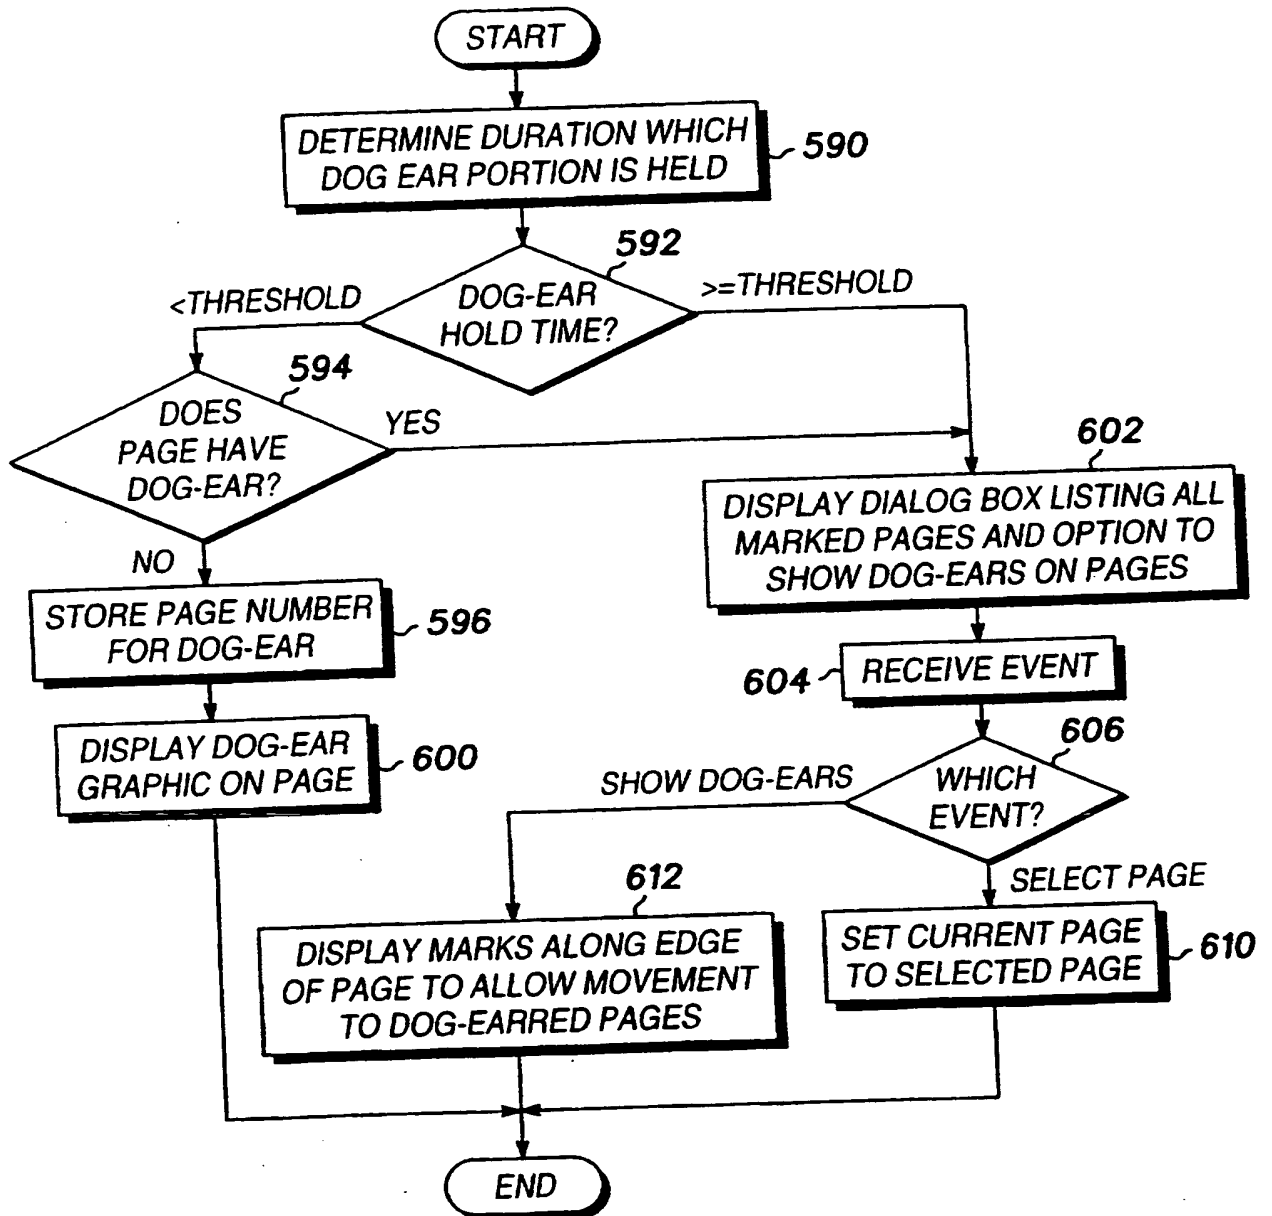 START
DETERMINE DURATION WHICH
DOG EAR PORTION IS HELD
590
592
<THRESHOLD
DOG-EAR
HOLD TIME?
>=THRESHOLD
594
DOES
PAGE HAVE
DOG-EAR?
YES
NO
602
DISPLAY DIALOG BOX LISTING ALL
MARKED PAGES AND OPTION TO
SHOW DOG-EARS ON PAGES
STORE PAGE NUMBER
FOR DOG-EAR
596
604
RECEIVE EVENT
DISPLAY DOG-EAR
GRAPHIC ON PAGE
600
606
SHOW DOG-EARS
WHICH
EVENT?
SELECT PAGE
612
DISPLAY MARKS ALONG EDGE
OF PAGE TO ALLOW MOVEMENT
TO DOG-EARRED PAGES
SET CURRENT PAGE
TO SELECTED PAGE
610
END